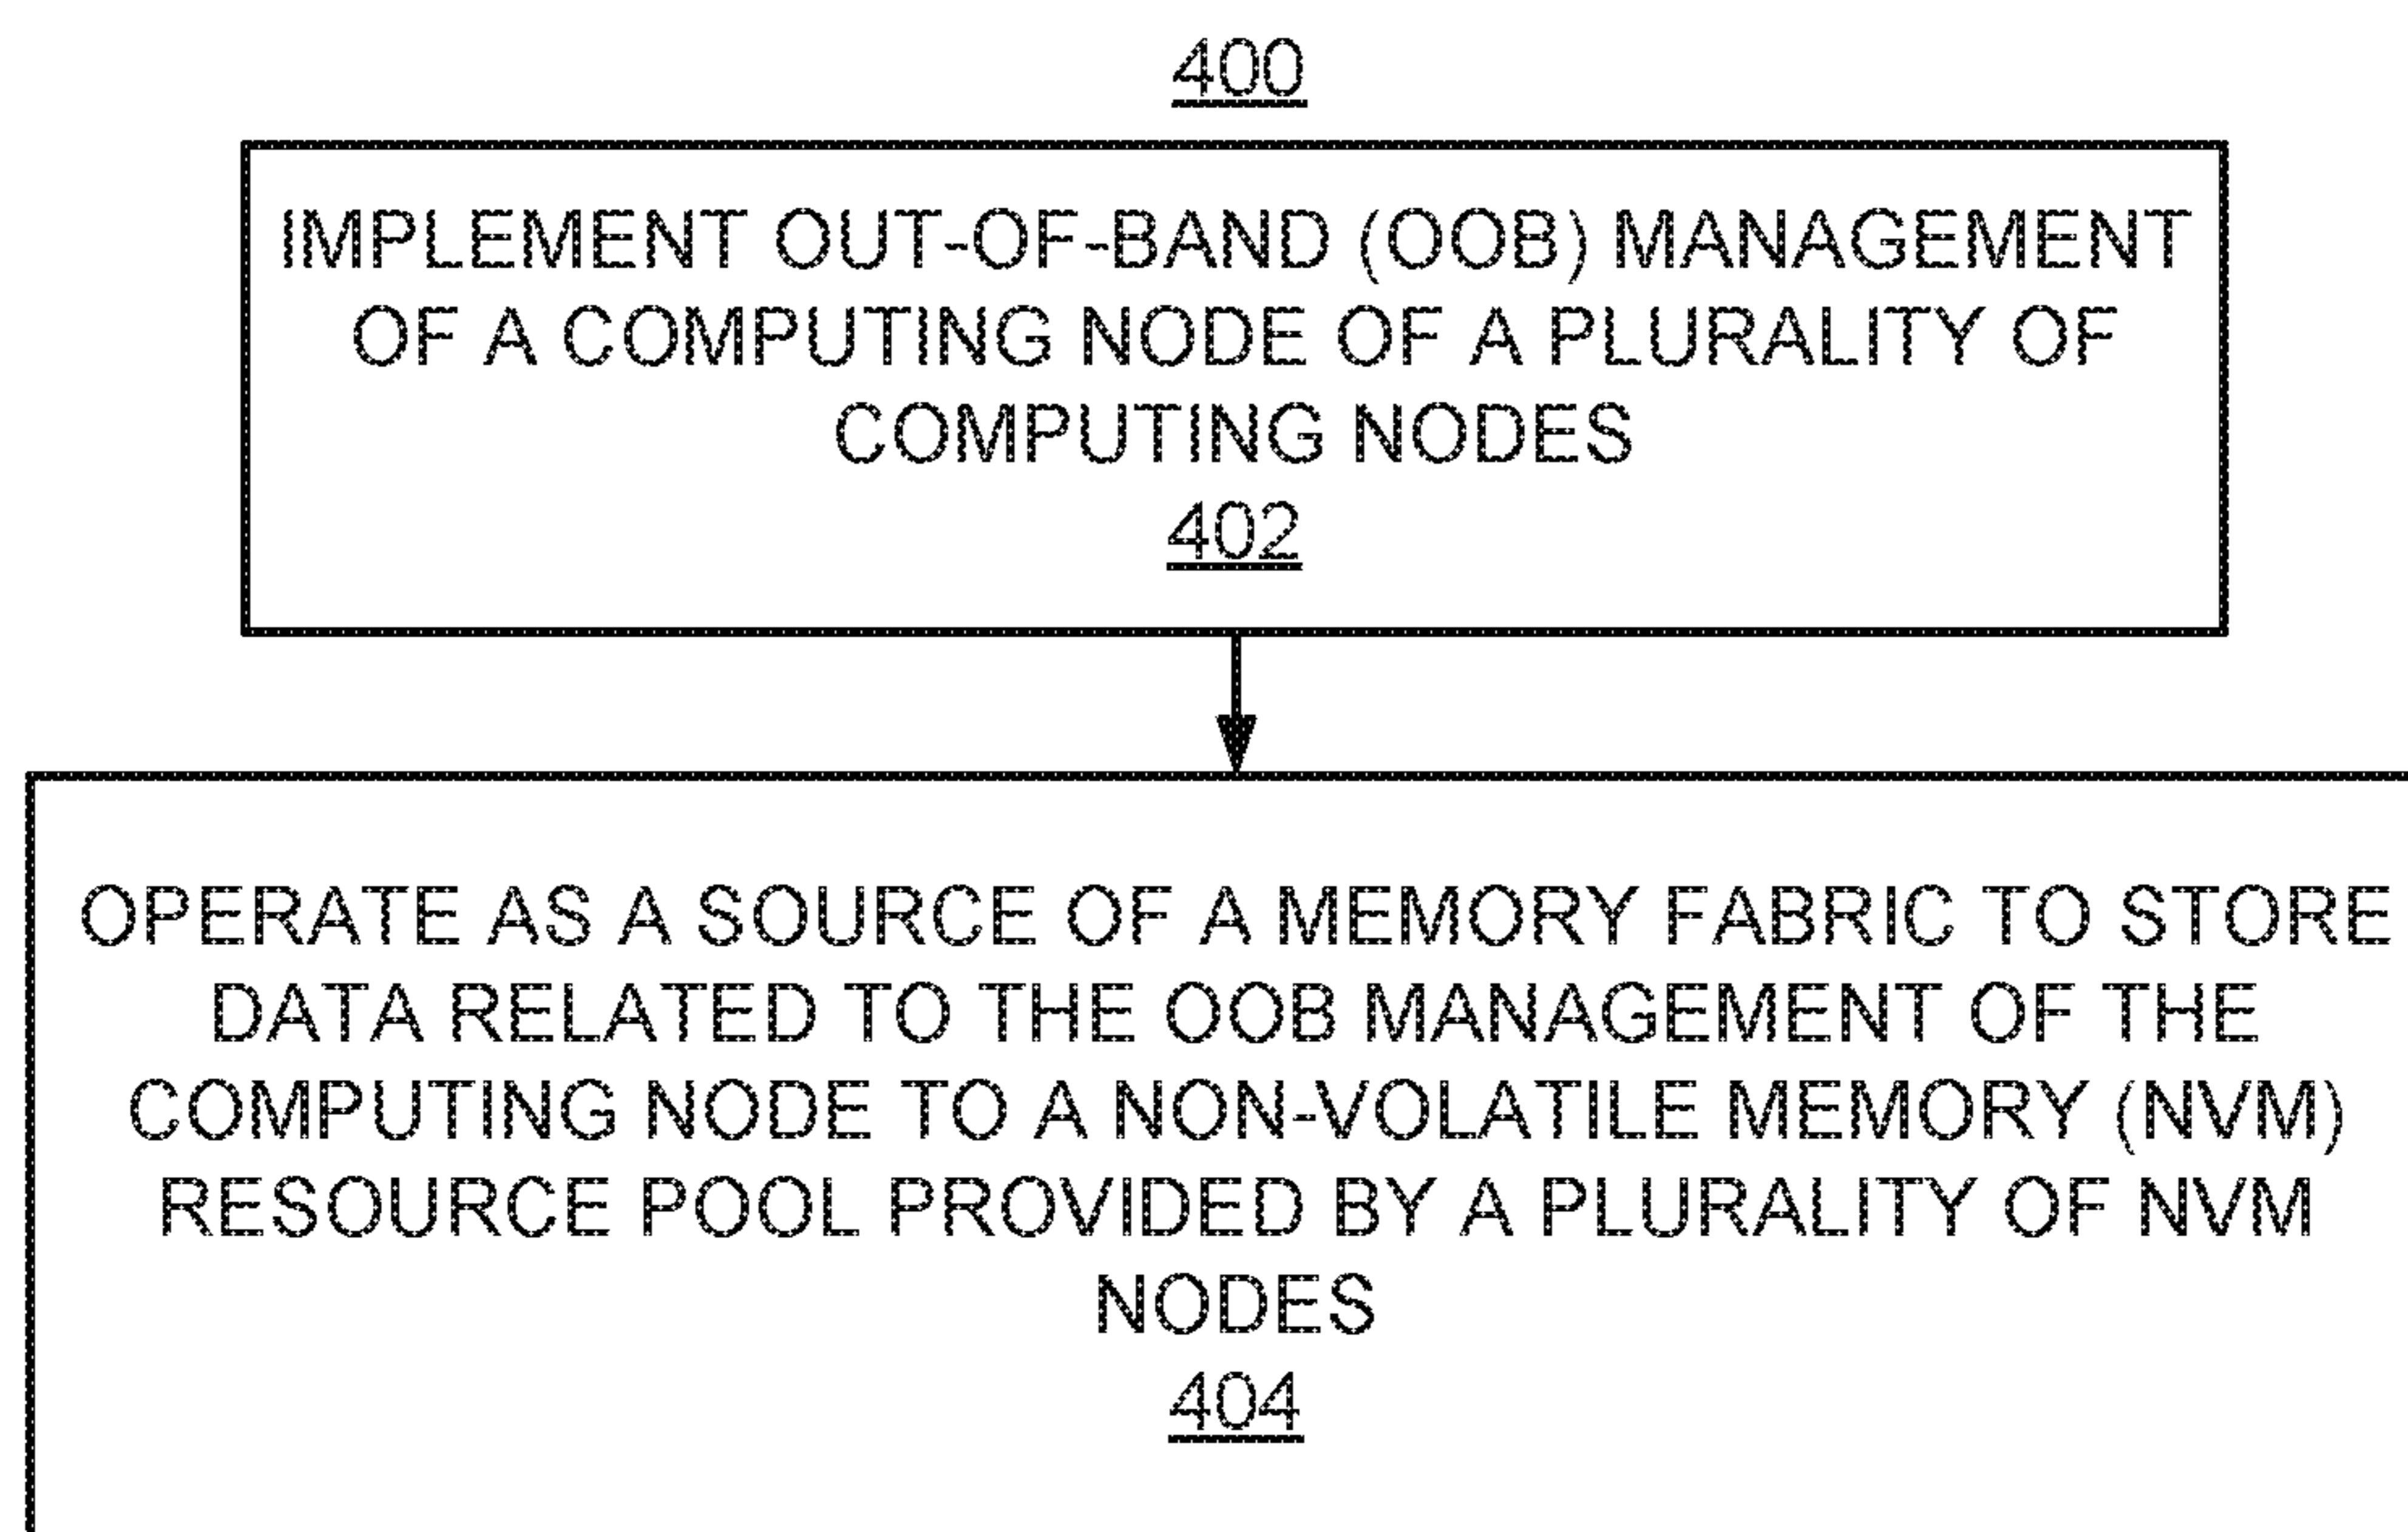 400
IMPLEMENT OUT-OF-BAND (OOB) MANAGEMENT
OF A COMPUTING NODE OF A PLURALITY OF
COMPUTING NODES
402
OPERATE AS A SOURCE OF A MEMORY FABRIC TO STORE
DATA RELATED TO THE OOB MANAGEMENT OF THE
COMPUTING NODE TO A NON-VOLATILE MEMORY (NVM)
RESOURCE POOL PROVIDED BY A PLURALITY OF NVM
NODES
404